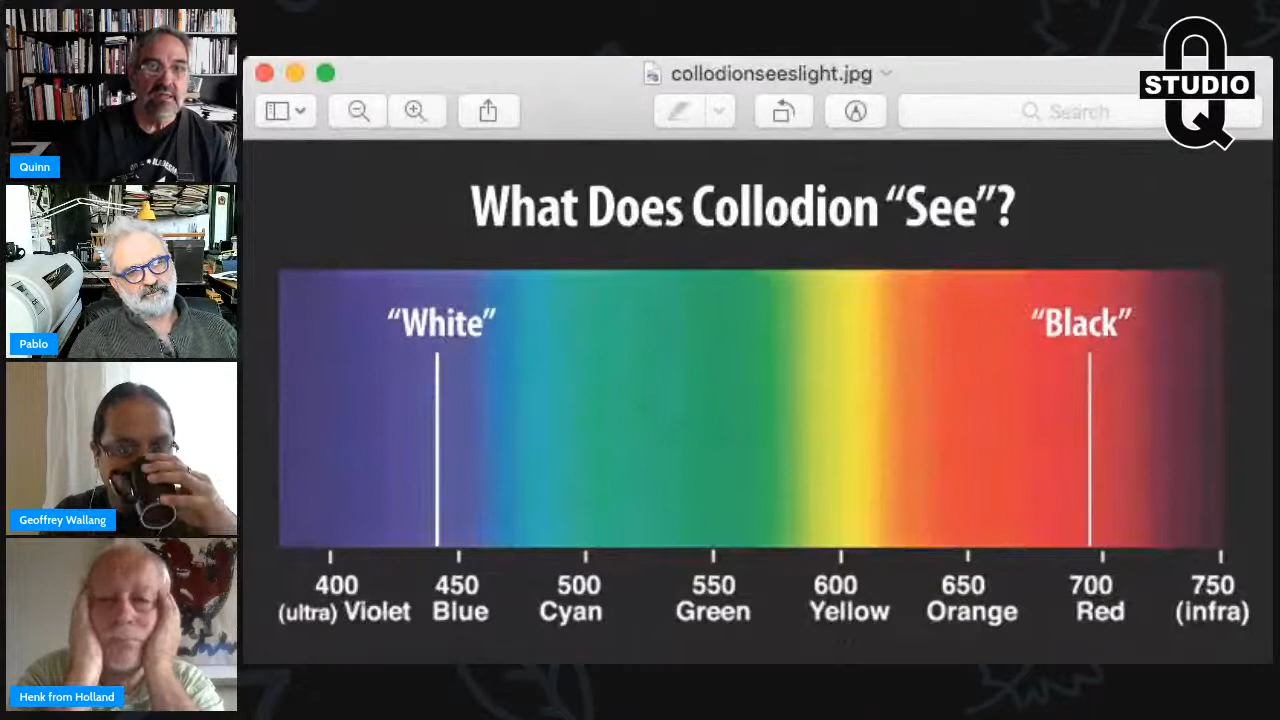 Quinn
Pablo
Geoffrey Wallang
Henk from Holland
collodionseeslight.jpg
Search
STUDIO
Q
What Does Collodion “See”?
“White”
“Black”
400 450 500 550 600 650 700 750
(ultra) Violet Blue Cyan Green Yellow Orange Red (infra)